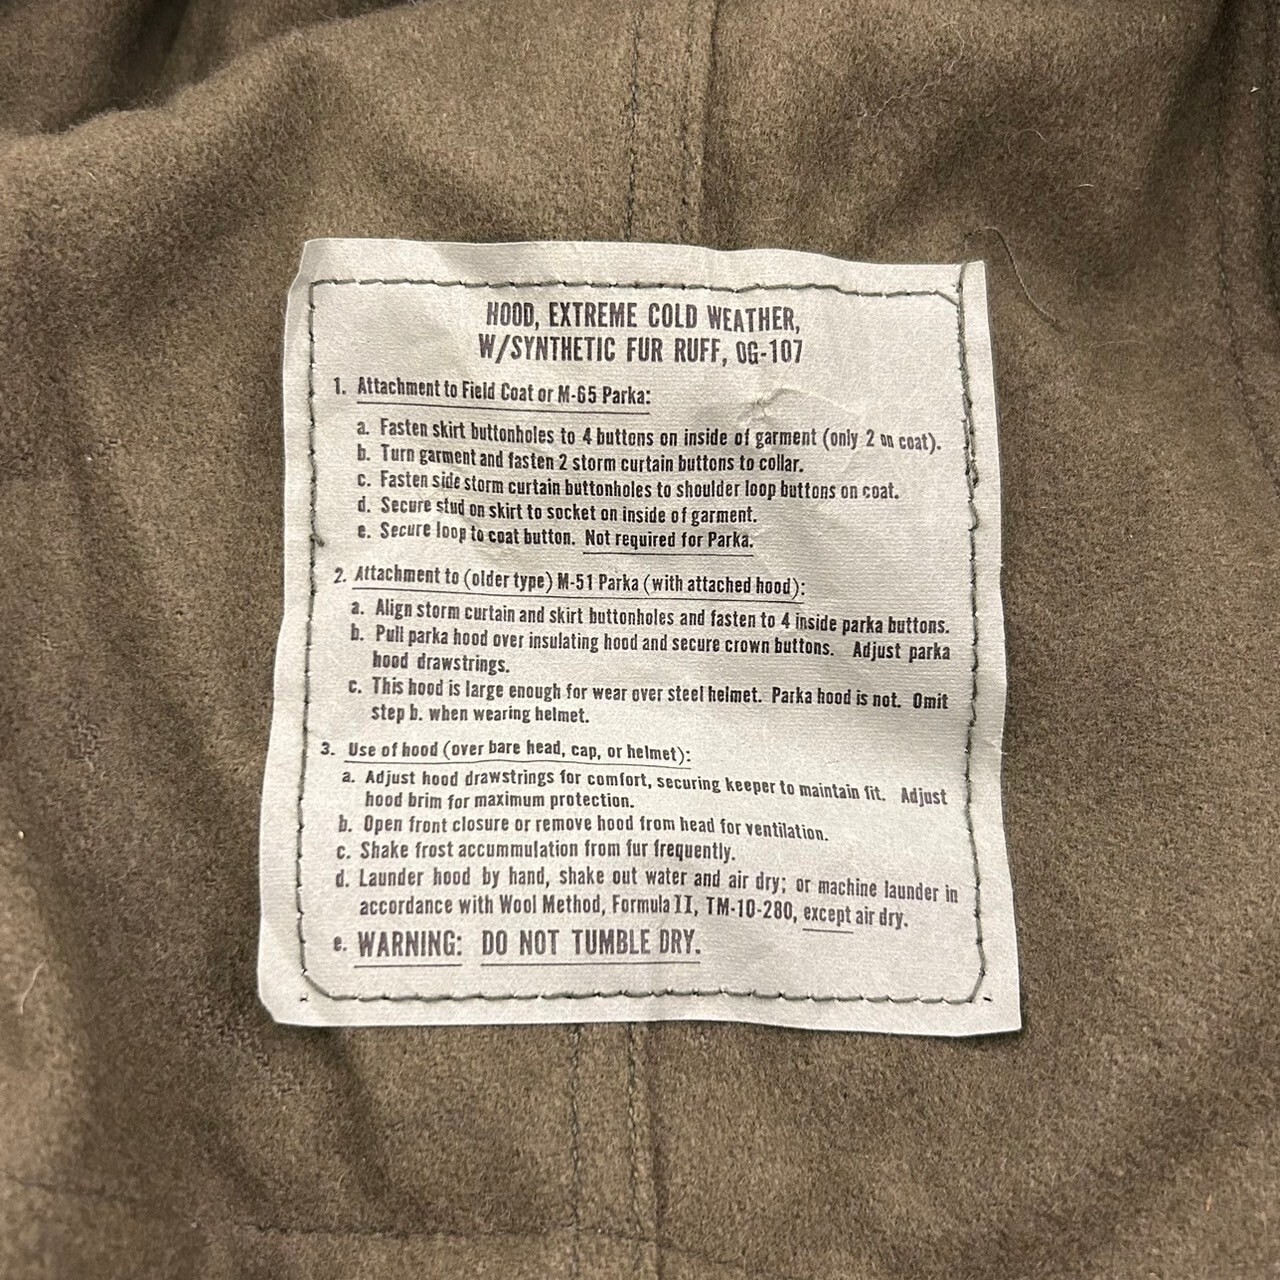 HOOD, EXTREME COLD WEATHER,
W/SYNTHETIC FUR RUFF, OG-107
1. Attachment to Field Coat or M-65 Parka:
a. Fasten skirt buttonholes to 4 buttons on inside of garment (only 2 on coat).
b. Turn garment and fasten 2 storm curtain buttons to collar.
c. Fasten side storm curtain buttonholes to shoulder loop buttons on coat.
d. Secure stud on skirt to socket on inside of garment.
e. Secure loop to coat button. Not required for Parka.
2. Attachment to (older type) M-51 Parka (with attached hood):
a. Align storm curtain and skirt buttonholes and fasten to 4 inside parka buttons.
b. Pull parka hood over insulating hood and secure crown buttons. Adjust parka
hood drawstrings.
c. This hood is large enough for wear over steel helmet. Parka hood is not. Omit
step b. when wearing helmet.
3. Use of hood (over bare head, cap, or helmet):
a. Adjust hood drawstrings for comfort, securing keeper to maintain fit. Adjust
hood brim for maximum protection.
b. Open front closure or remove hood from head for ventilation.
c. Shake frost accummulation from fur frequently.
d. Launder hood by hand, shake out water and air dry; or machine launder in
accordance with Wool Method, Formula II, TM-10-280, except air dry.
e. WARNING: DO NOT TUMBLE DRY.